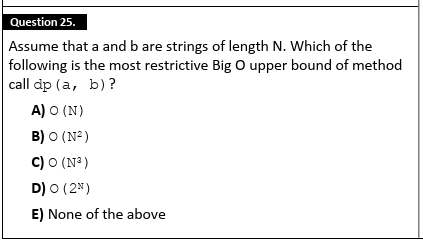 Question 25.
Assume that a and b are strings of length N. Which of the
following is the most restrictive Big O upper bound of method
call dp(a, b)?
A) O(N)
B) O(N²)
C) O(N³)
D) O(2ᴺ)
E) None of the above